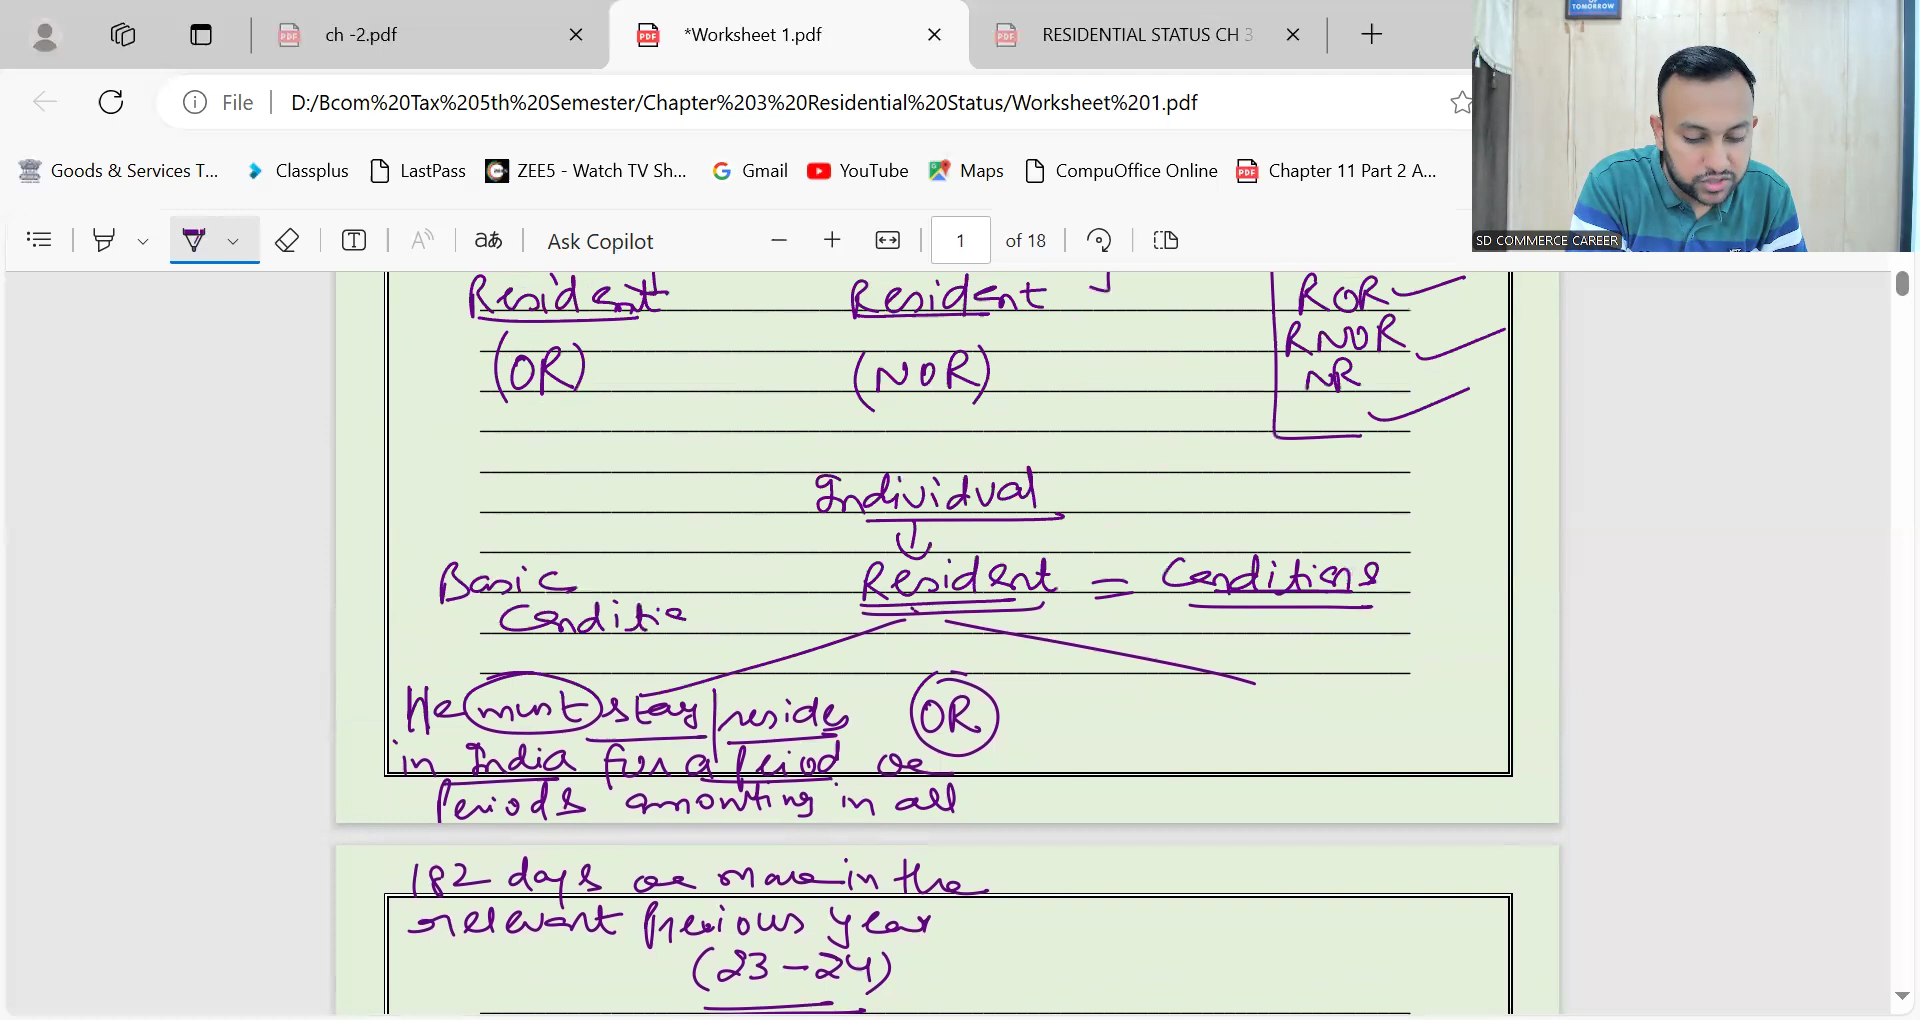 ch -2.pdf
*Worksheet 1.pdf
RESIDENTIAL STATUS CH 3
OF TOMORROW
File
D:/Bcom%20Tax%205th%20Semester/Chapter%203%20Residential%20Status/Worksheet%201.pdf
Goods & Services T...
Classplus
LastPass
ZEE5 - Watch TV Sh...
Gmail
YouTube
Maps
CompuOffice Online
Chapter 11 Part 2 A...
Ask Copilot
1 of 18
SD COMMERCE CAREER
Resident Resident ROR
RNOR
(OR) (NOR) NR
Individual
Basic Resident = Conditions
Conditio
He must stay | reside OR
in India for a period or
Periods amounting in all
182 days or more in the
relevant Previous year
(23-24)